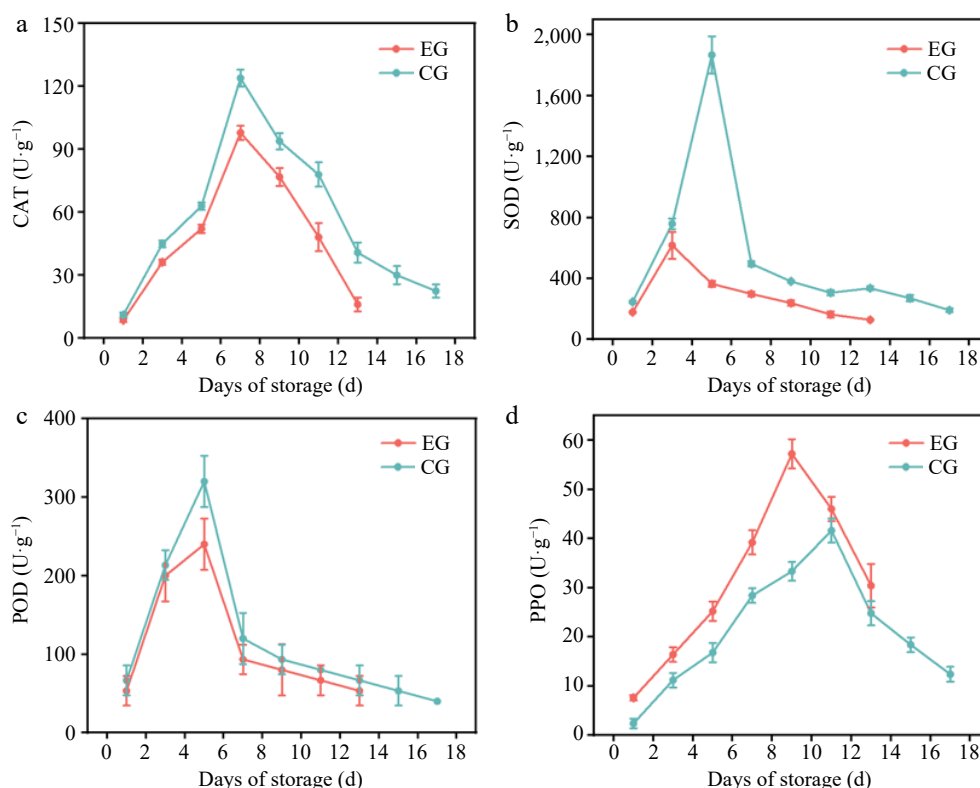 a
150
120
90
60
30
0
CAT (U·g⁻¹)
EG
CG
0 2 4 6 8 10 12 14 16 18
Days of storage (d)
b
2,000
1,600
1,200
800
400
0
SOD (U·g⁻¹)
EG
CG
0 2 4 6 8 10 12 14 16 18
Days of storage (d)
c
400
300
200
100
0
POD (U·g⁻¹)
EG
CG
0 2 4 6 8 10 12 14 16 18
Days of storage (d)
d
60
50
40
30
20
10
0
PPO (U·g⁻¹)
EG
CG
0 2 4 6 8 10 12 14 16 18
Days of storage (d)